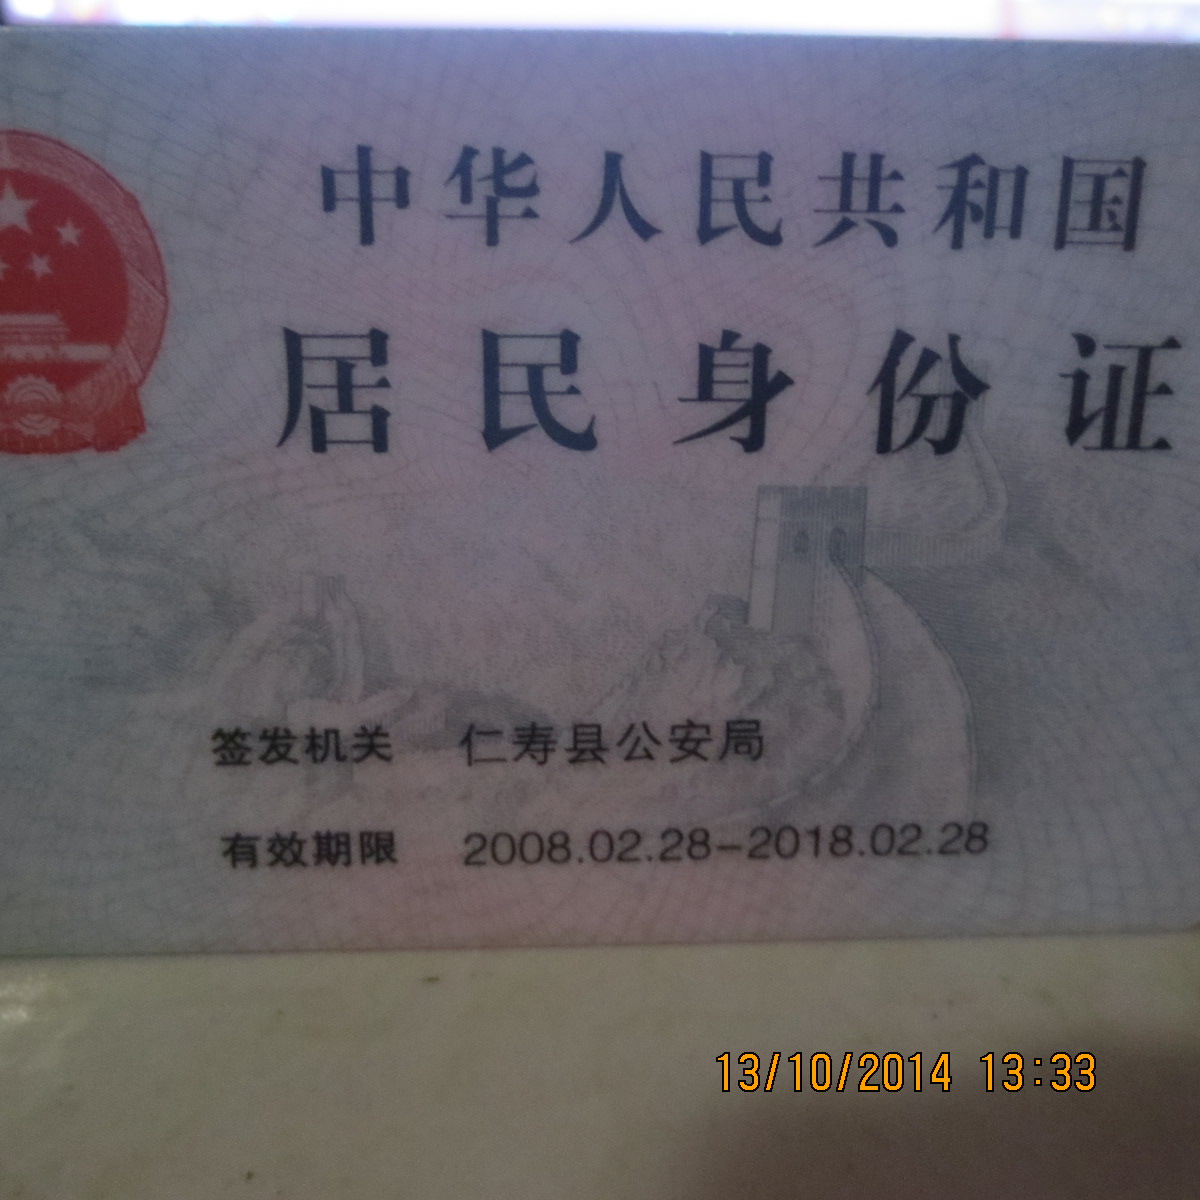 中华人民共和国
居民身份证
签发机关 仁寿县公安局
有效期限 2008.02.28-2018.02.28
13/10/2014 13:33